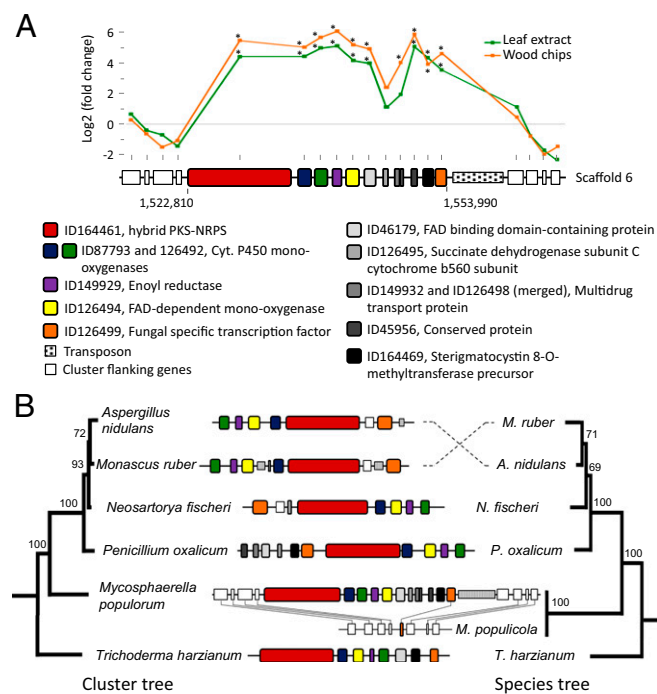 A
Log2 (fold change)
6
4
2
0
-2
Leaf extract
Wood chips
* * * * * * * * * * * * * * * * * * * *
Scaffold 6
1,522,810
1,553,990
ID164461, hybrid PKS-NRPS
ID87793 and 126492, Cyt. P450 mono-
oxygenases
ID149929, Enoyl reductase
ID126494, FAD-dependent mono-oxygenase
ID126499, Fungal specific transcription factor
Transposon
Cluster flanking genes
ID46179, FAD binding domain-containing protein
ID126495, Succinate dehydrogenase subunit C
cytochrome b560 subunit
ID149932 and ID126498 (merged), Multidrug
transport protein
ID45956, Conserved protein
ID164469, Sterigmatocystin 8-O-
methyltransferase precursor
B
Aspergillus
nidulans
M. ruber
72
71
Monascus ruber
A. nidulans
93
69
Neosartorya fischeri
N. fischeri
100
100
Penicillium oxalicum
P. oxalicum
100
Mycosphaerella
populorum
100
M. populicola
Trichoderma harzianum
T. harzianum
Cluster tree
Species tree